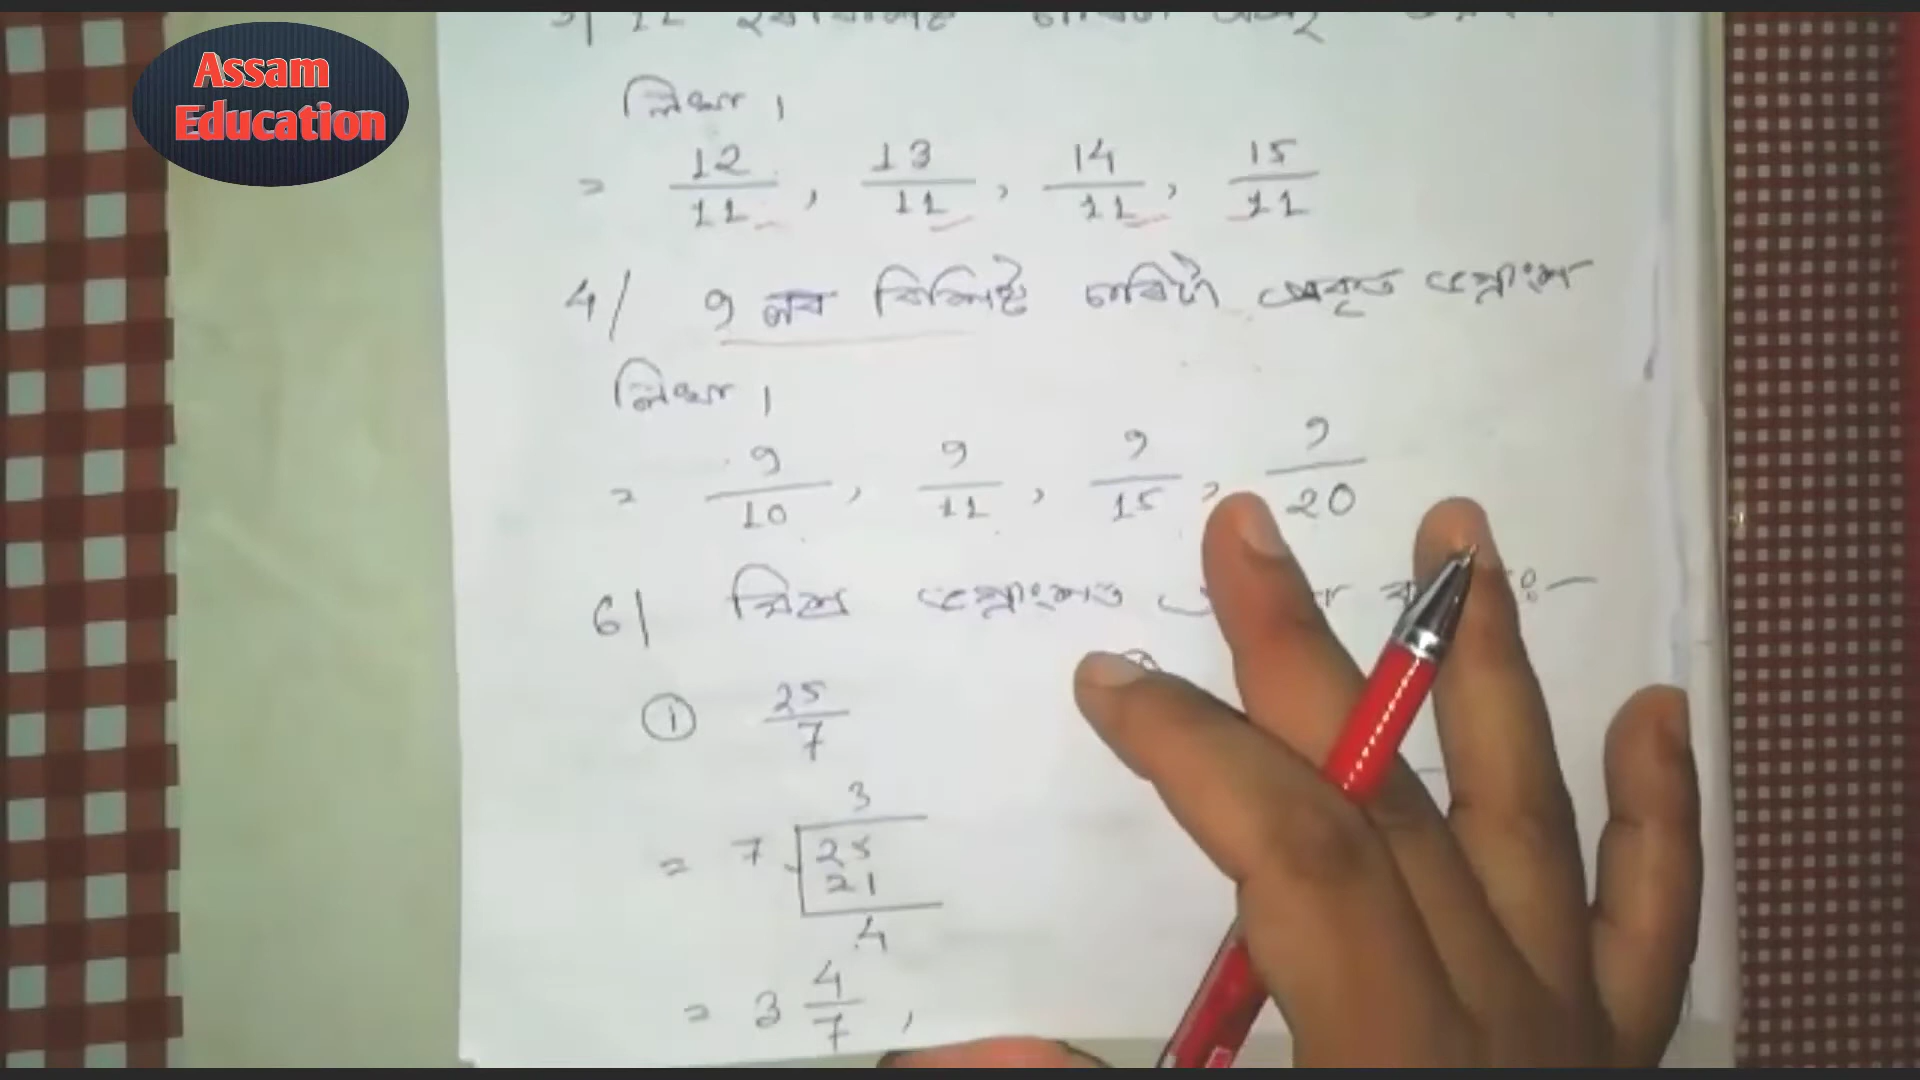 Assam
Education
লিখা ।
= 12/11 , 13/11 , 14/11 , 15/11
4/ 9 লব বিশিষ্ট চাৰিটা প্ৰকৃত ভগ্নাংশ
লিখা ।
= 9/10 , 9/11 , 9/15 , 9/20
6| মিশ্ৰ ভগ্নাংশত
① 25/7
3
= 7 25
21
4
= 3 4/7 ,